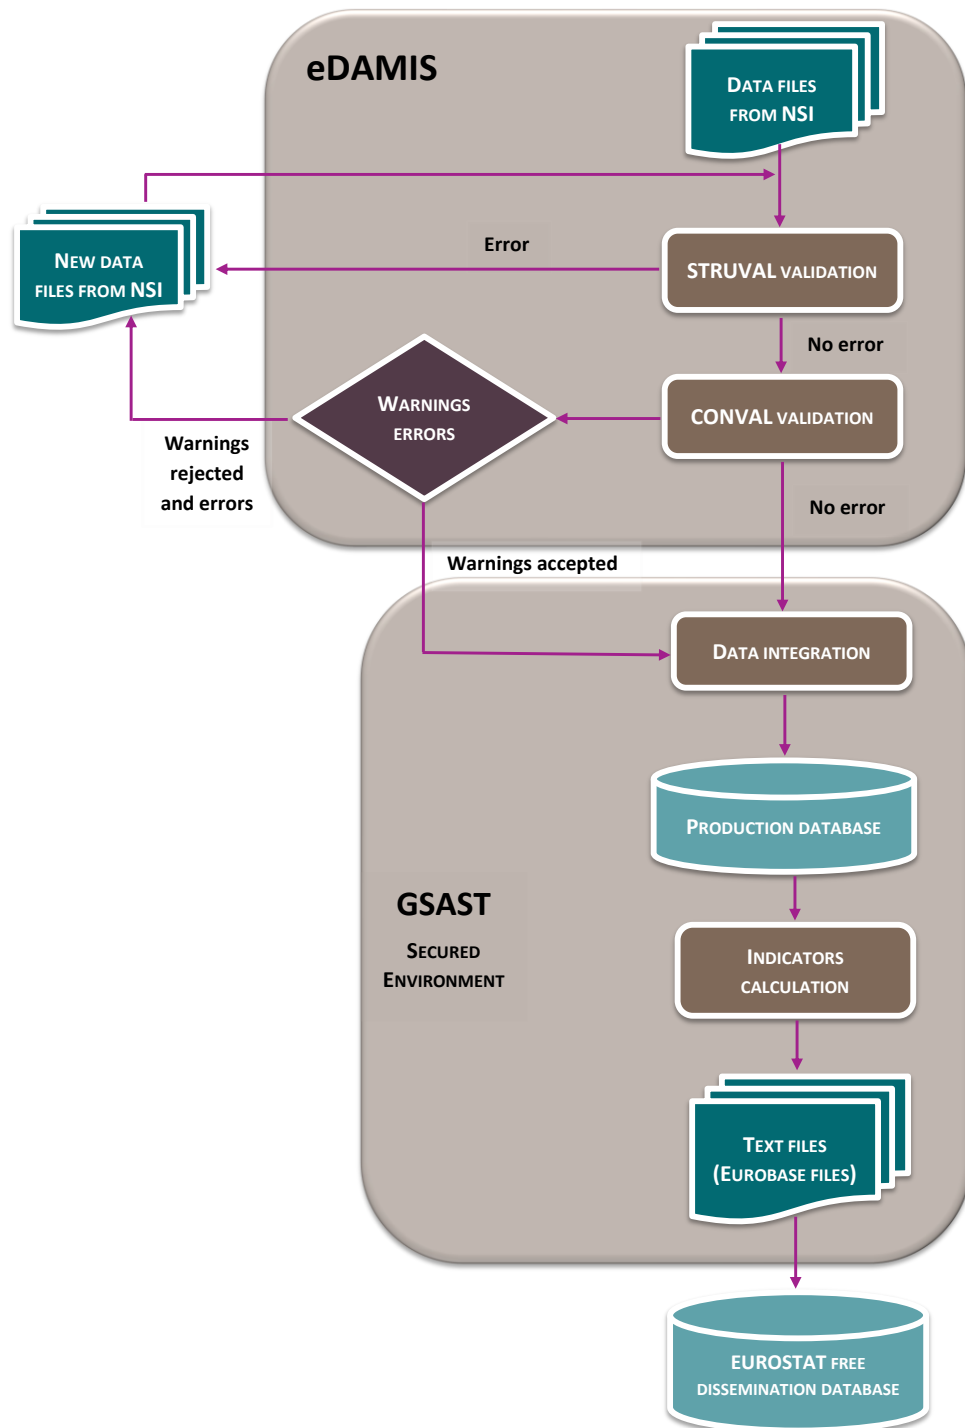 eDAMIS
DATA FILES
FROM NSI
NEW DATA
FILES FROM NSI
Error
STRUVAL VALIDATION
No error
WARNINGS
ERRORS
CONVAL VALIDATION
Warnings
rejected
and errors
No error
Warnings accepted
DATA INTEGRATION
PRODUCTION DATABASE
GSAST
SECURED
ENVIRONMENT
INDICATORS
CALCULATION
TEXT FILES
(EUROBASE FILES)
EUROSTAT FREE
DISSEMINATION DATABASE